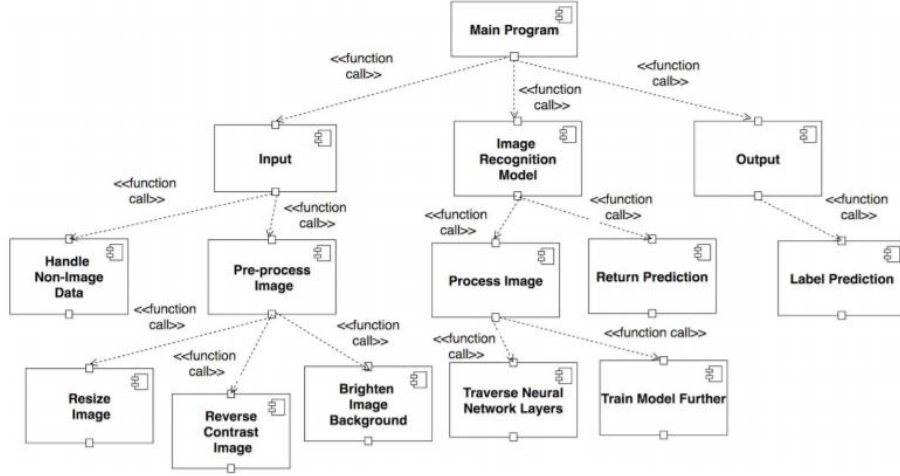 Main Program
<<function
call>>
<<function
call>>
<<function
call>>
Input
Image
Recognition
Model
Output
<<function
call>>
<<function
call>>
<<function
call>>
<<function
call>>
<<function
call>>
Handle
Non-Image
Data
Pre-process
Image
Process Image
Return Prediction
Label Prediction
<<function
call>>
<<function
call>>
<<function
call>>
<<function
call>>
<<function call>>
Resize
Image
Reverse
Contrast
Image
Brighten
Image
Background
Traverse Neural
Network Layers
Train Model Further